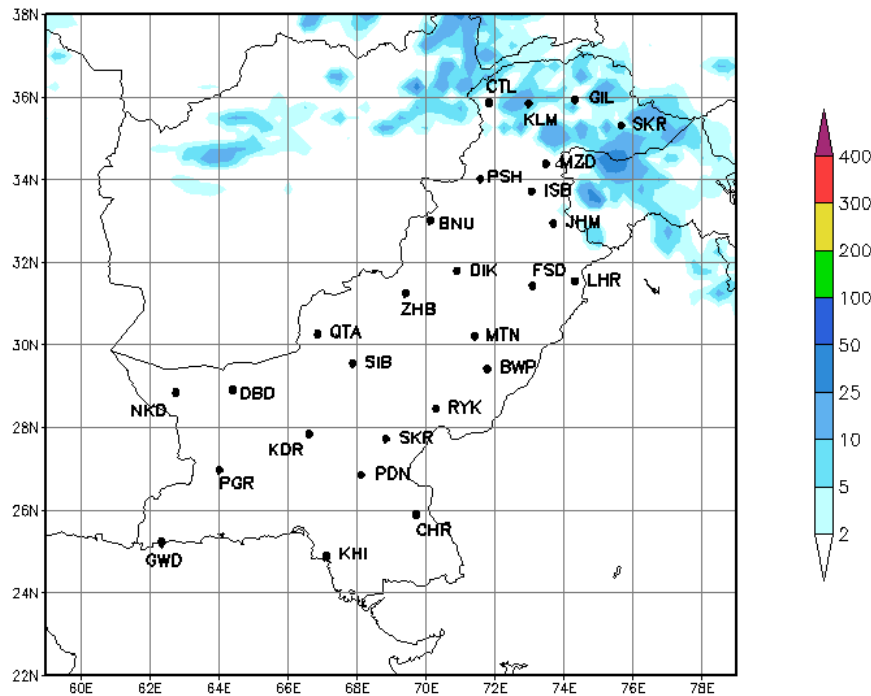 38N
36N
34N
32N
30N
28N
26N
24N
22N
60E
62E
64E
66E
68E
70E
72E
74E
76E
78E
CTL
KLM
GIL
SKR
MZD
PSH
ISB
BNU
JHM
DIK
FSD
LHR
ZHB
QTA
MTN
SIB
BWP
NKD
DBD
RYK
KDR
SKR
PGR
PDN
CHR
GWD
KHI
400
300
200
100
50
25
10
5
2